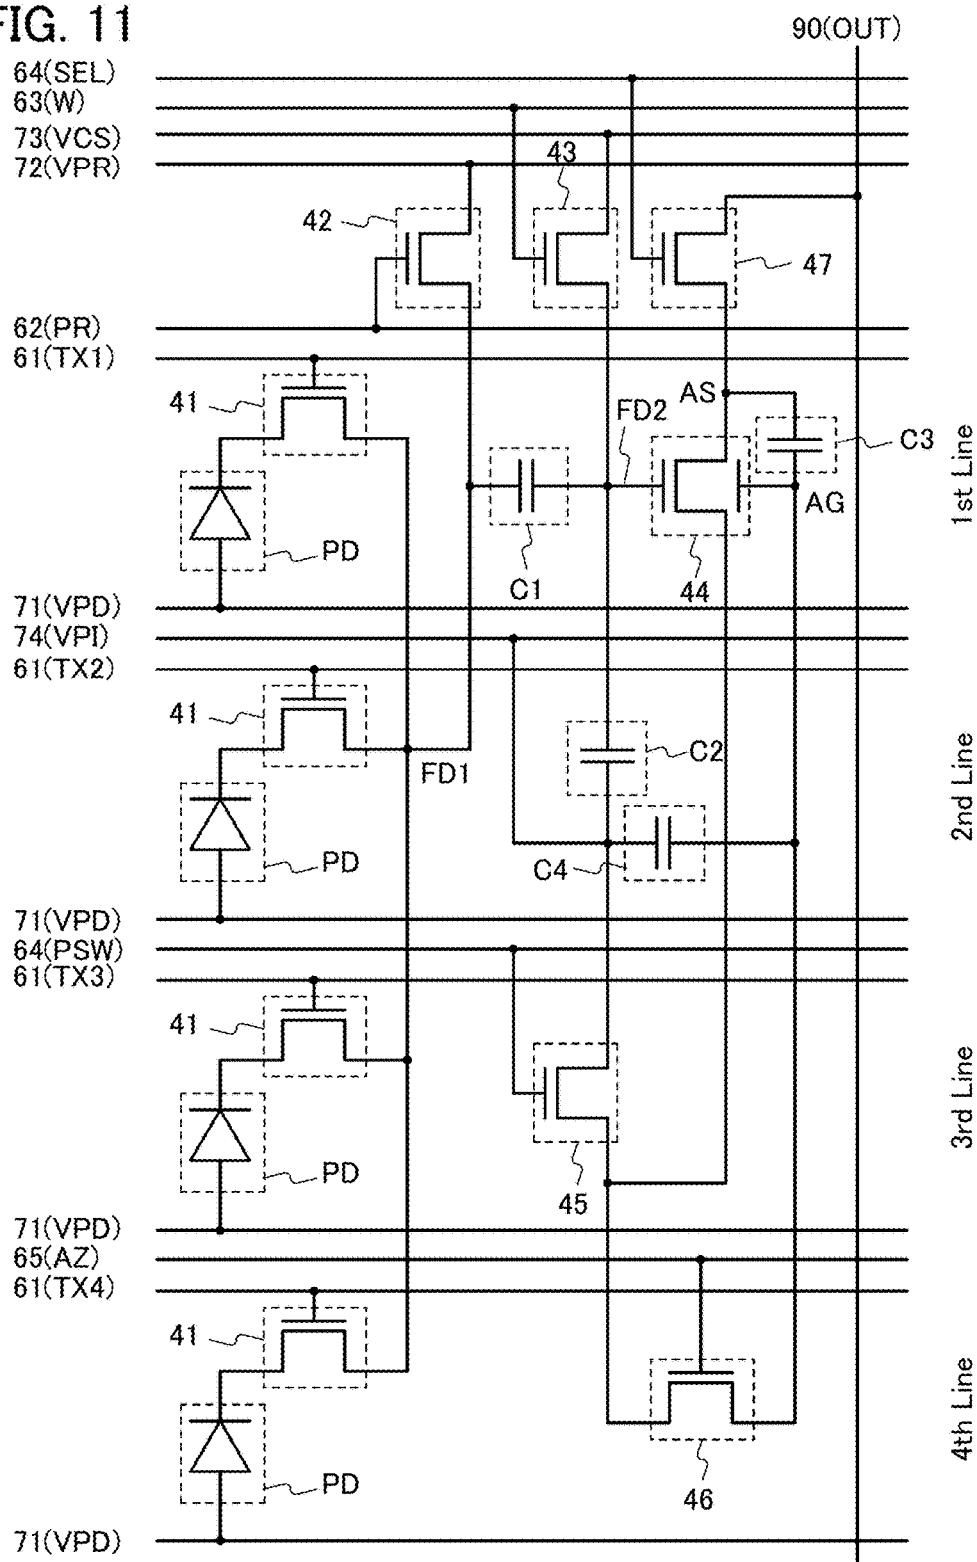 FIG. 11
90(OUT)
64(SEL)
63(W)
73(VCS)
72(VPR)
43
42
47
62(PR)
61(TX1)
41
AS
FD2
C3
AG
1st Line
PD
C1
44
71(VPD)
74(VPI)
61(TX2)
41
FD1
C2
2nd Line
PD
C4
71(VPD)
64(PSW)
61(TX3)
41
3rd Line
PD
45
71(VPD)
65(AZ)
61(TX4)
41
4th Line
PD
46
71(VPD)